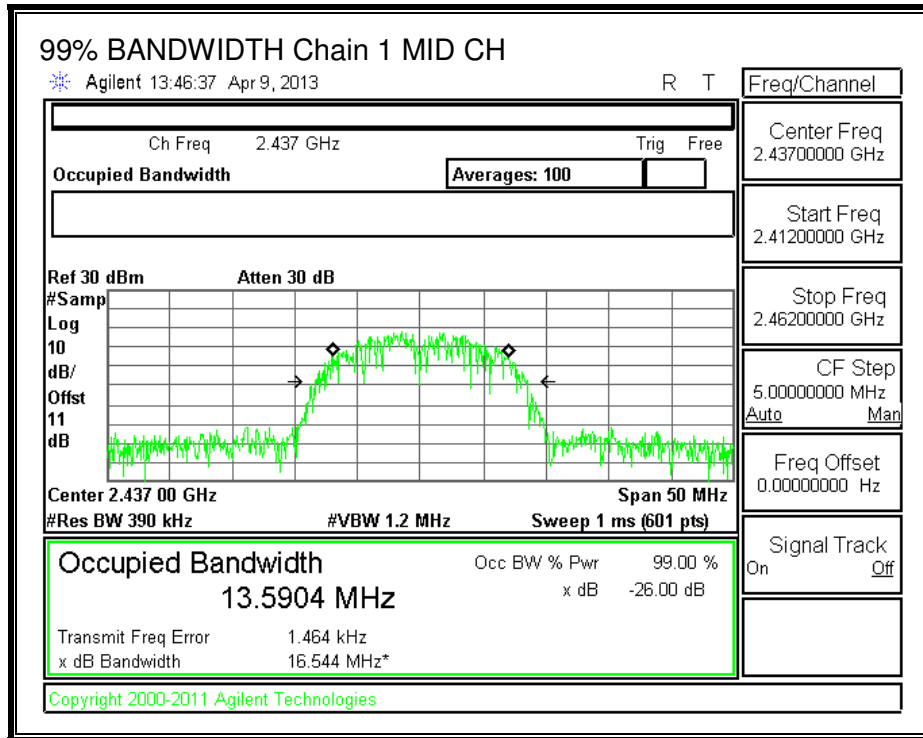 99% BANDWIDTH Chain 1 MID CH
Agilent 13:46:37 Apr 9, 2013 R T
Ch Freq 2.437 GHz Trig Free
Occupied Bandwidth Averages: 100
Ref 30 dBm Atten 30 dB
#Samp
Log
10
dB/
Offst
11
dB
Center 2.437 00 GHz Span 50 MHz
#Res BW 390 kHz #VBW 1.2 MHz Sweep 1 ms (601 pts)
Occupied Bandwidth Occ BW % Pwr 99.00 %
13.5904 MHz x dB -26.00 dB
Transmit Freq Error 1.464 kHz
x dB Bandwidth 16.544 MHz*
Copyright 2000-2011 Agilent Technologies
Freq/Channel
Center Freq
2.43700000 GHz
Start Freq
2.41200000 GHz
Stop Freq
2.46200000 GHz
CF Step
5.00000000 MHz
Auto Man
Freq Offset
0.00000000 Hz
Signal Track
On Off